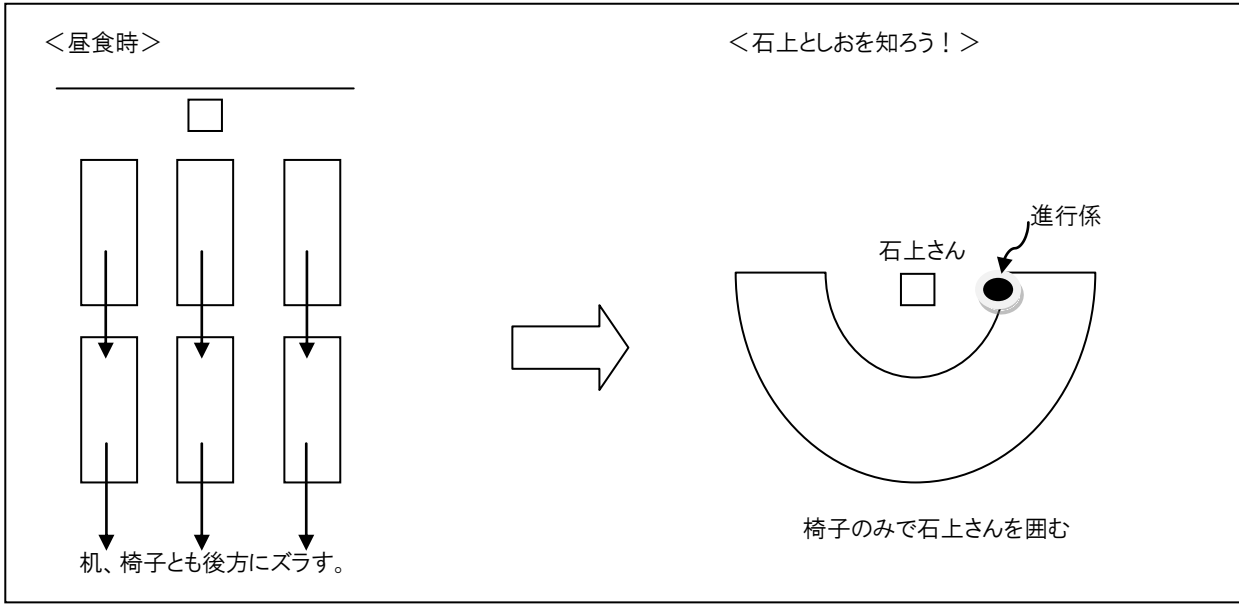 ＜昼食時＞
＜石上としおを知ろう！＞
進行係
石上さん
椅子のみで石上さんを囲む
机、椅子とも後方にズラす。